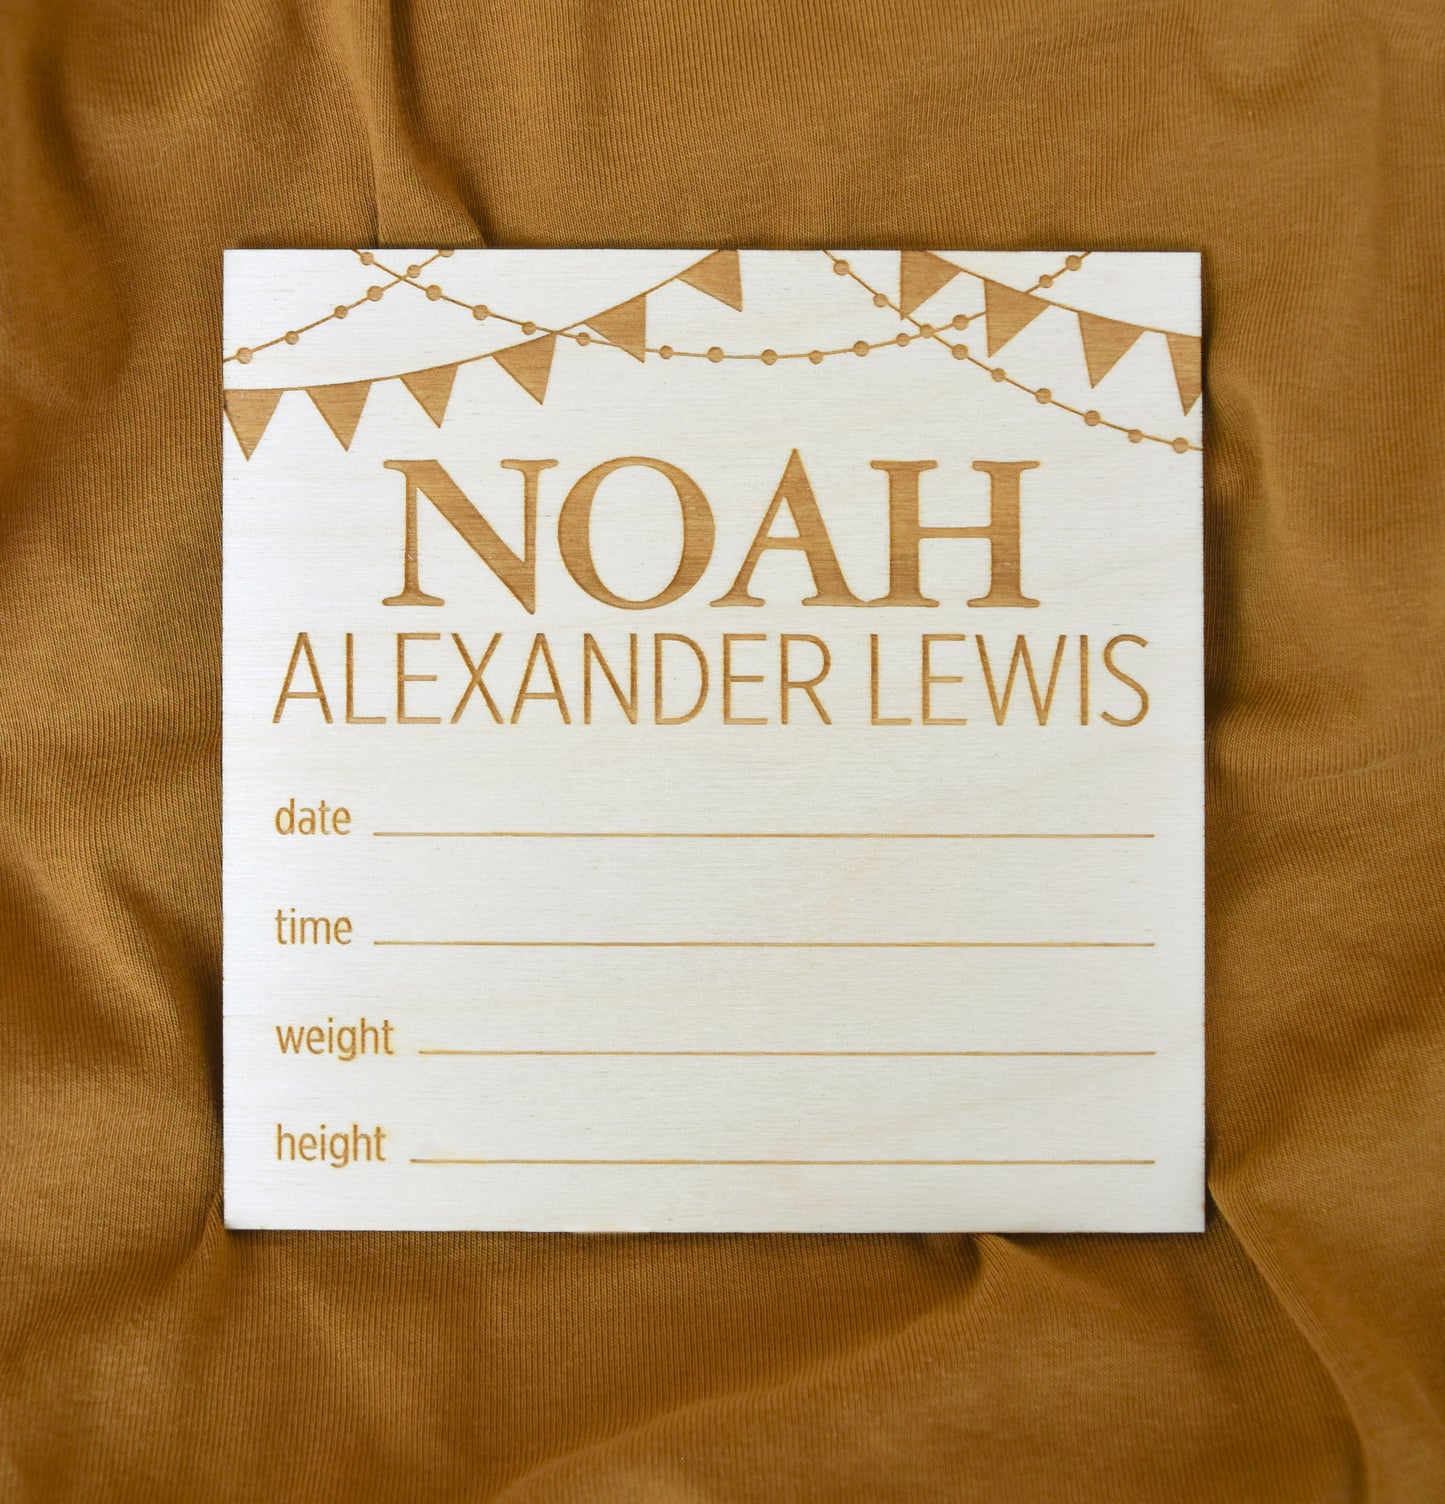 NOAH
ALEXANDER LEWIS
date
time
weight
height